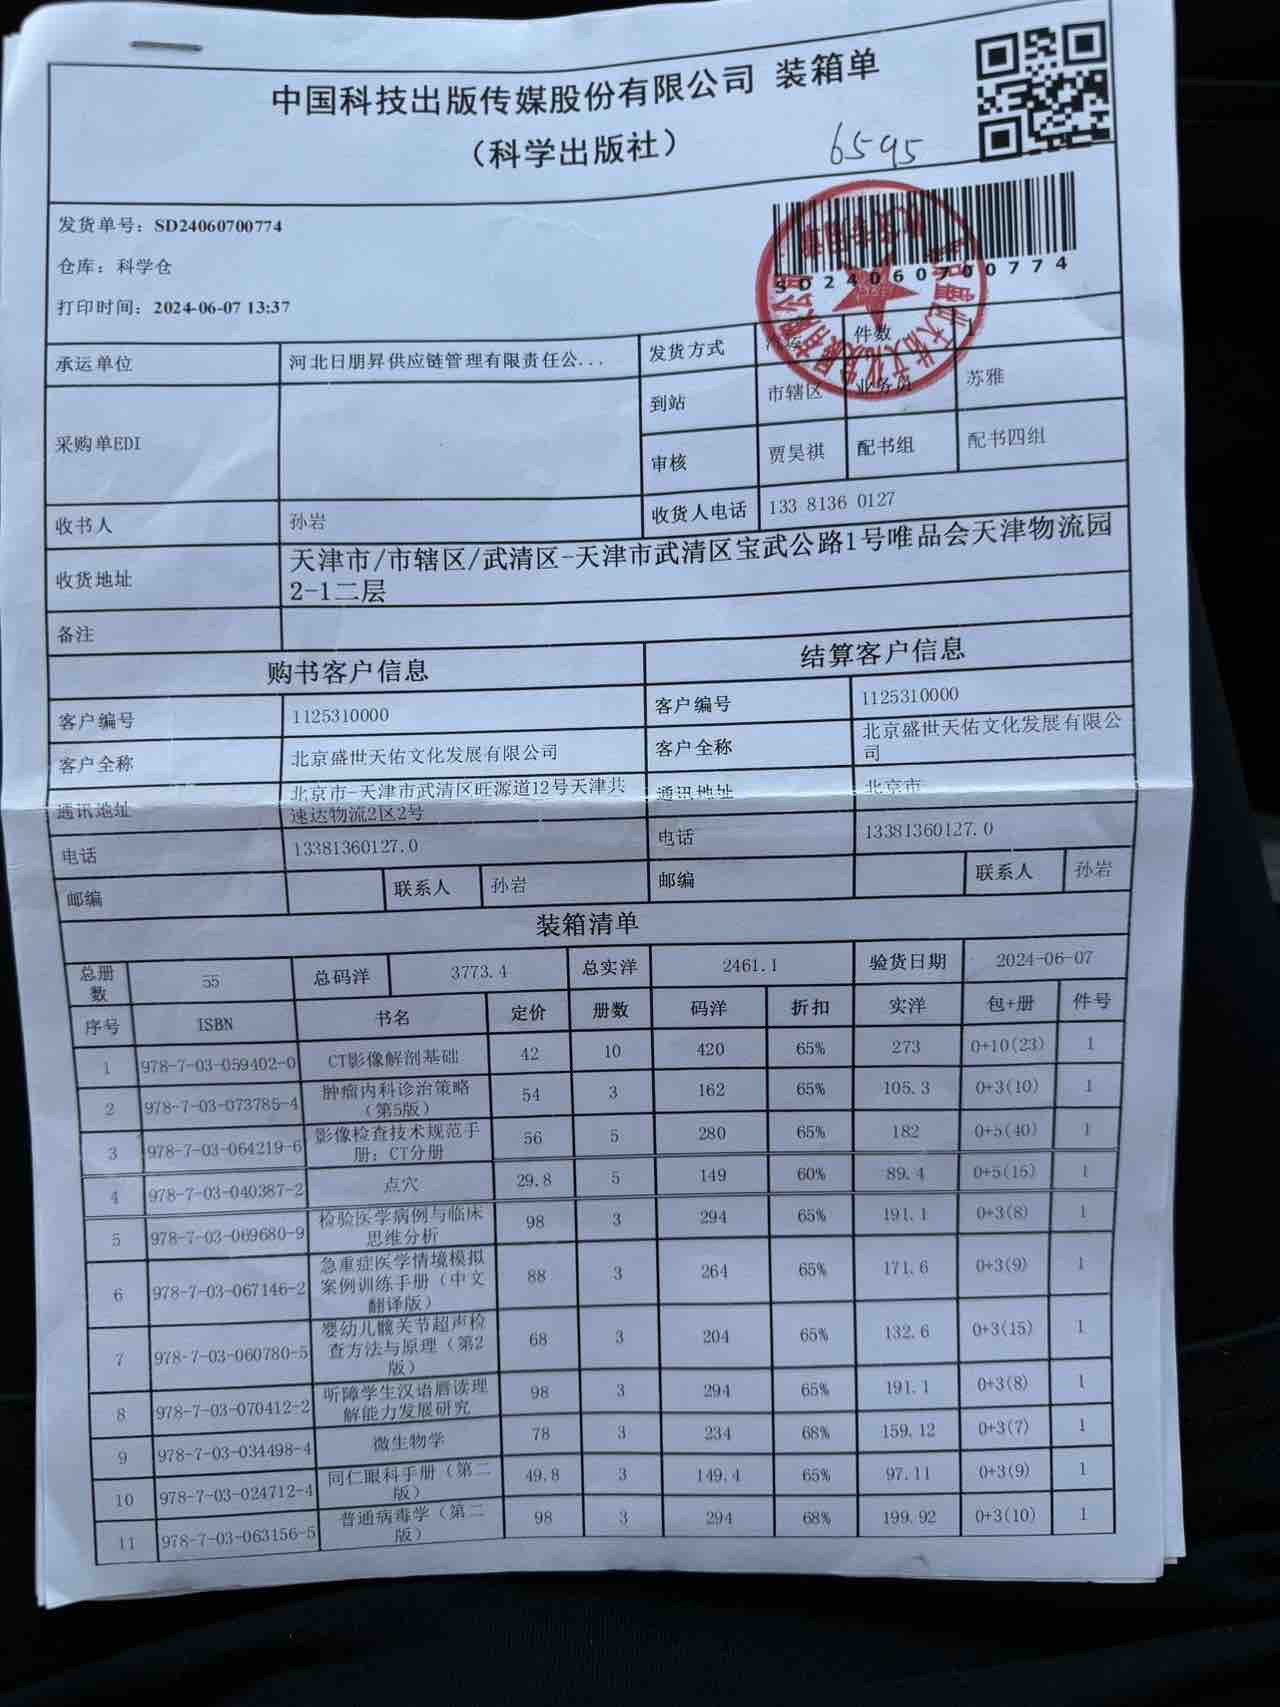 中国科技出版传媒股份有限公司 装箱单
（科学出版社）
6595
发货单号：SD24060700774
仓库：科学仓
打印时间：2024-06-07 13:37
SD24060700774
承运单位 河北日朋昇供应链管理有限责任公... 发货方式 件数 1
采购单EDI 到站 市辖区 业务员 苏雅
审核 贾昊祺 配书组 配书四组
收书人 孙岩 收货人电话 133 8136 0127
收货地址 天津市/市辖区/武清区-天津市武清区宝武公路1号唯品会天津物流园
2-1二层
备注
购书客户信息 结算客户信息
客户编号 1125310000 客户编号 1125310000
客户全称 北京盛世天佑文化发展有限公司 客户全称 北京盛世天佑文化发展有限公
司
通讯地址 北京市-天津市武清区旺源道12号天津共 通讯地址 北京市
速达物流2区2号
电话 13381360127.0 电话 13381360127.0
邮编 联系人 孙岩 邮编 联系人 孙岩
装箱清单
总册
数 55 总码洋 3773.4 总实洋 2461.1 验货日期 2024-06-07
序号 ISBN 书名 定价 册数 码洋 折扣 实洋 包+册 件号
1 978-7-03-059402-0 CT影像解剖基础 42 10 420 65% 273 0+10(23) 1
2 978-7-03-073785-4 肿瘤内科诊治策略
（第5版） 54 3 162 65% 105.3 0+3(10) 1
3 978-7-03-064219-6 影像检查技术规范手
册：CT分册 56 5 280 65% 182 0+5(40) 1
4 978-7-03-040387-2 点穴 29.8 5 149 60% 89.4 0+5(15) 1
5 978-7-03-069680-9 检验医学病例与临床
思维分析 98 3 294 65% 191.1 0+3(8) 1
6 978-7-03-067146-2 急重症医学情境模拟
案例训练手册（中文
翻译版） 88 3 264 65% 171.6 0+3(9) 1
7 978-7-03-060780-5 婴幼儿髋关节超声检
查方法与原理（第2
版） 68 3 204 65% 132.6 0+3(15) 1
8 978-7-03-070412-2 听障学生汉语唇读理
解能力发展研究 98 3 294 65% 191.1 0+3(8) 1
9 978-7-03-034498-4 微生物学 78 3 234 68% 159.12 0+3(7) 1
10 978-7-03-024712-4 同仁眼科手册（第二
版） 49.8 3 149.4 65% 97.11 0+3(9) 1
11 978-7-03-063156-5 普通病毒学（第二
版） 98 3 294 68% 199.92 0+3(10) 1